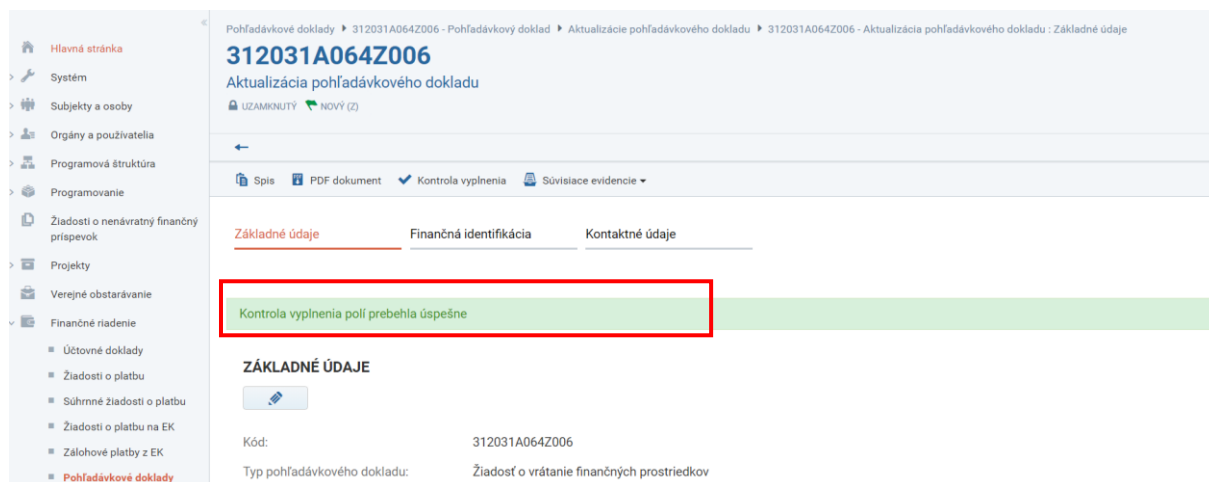 Pohľadávkové doklady ▶ 312031A064Z006 - Pohľadávkový doklad ▶ Aktualizácie pohľadávkového dokladu ▶ 312031A064Z006 - Aktualizácia pohľadávkového dokladu : Základné údaje
312031A064Z006
Aktualizácia pohľadávkového dokladu
UZAMKNUTÝ NOVÝ (Z)
Hlavná stránka
Systém
Subjekty a osoby
Orgány a používatelia
Programová štruktúra
Programovanie
Žiadosti o nenávratný finančný
príspevok
Projekty
Verejné obstarávanie
Finančné riadenie
Účtovné doklady
Žiadosti o platbu
Súhrnné žiadosti o platbu
Žiadosti o platbu na EK
Zálohové platby z EK
Pohľadávkové doklady
Spis PDF dokument Kontrola vyplnenia Súvisiace evidencie
Základné údaje Finančná identifikácia Kontaktné údaje
Kontrola vyplnenia polí prebehla úspešne
ZÁKLADNÉ ÚDAJE
Kód: 312031A064Z006
Typ pohľadávkového dokladu: Žiadosť o vrátanie finančných prostriedkov